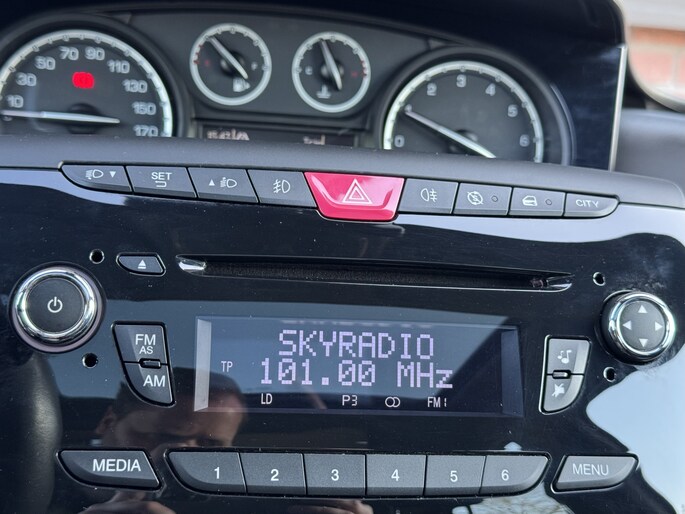 10 30 50 70 90 110 130 150 170
0 1 2 3 4 5 6
SET
CITY
FM
AS
AM
SKYRADIO
TP
101.00 MHz
LD P3 FM1
MEDIA 1 2 3 4 5 6 MENU